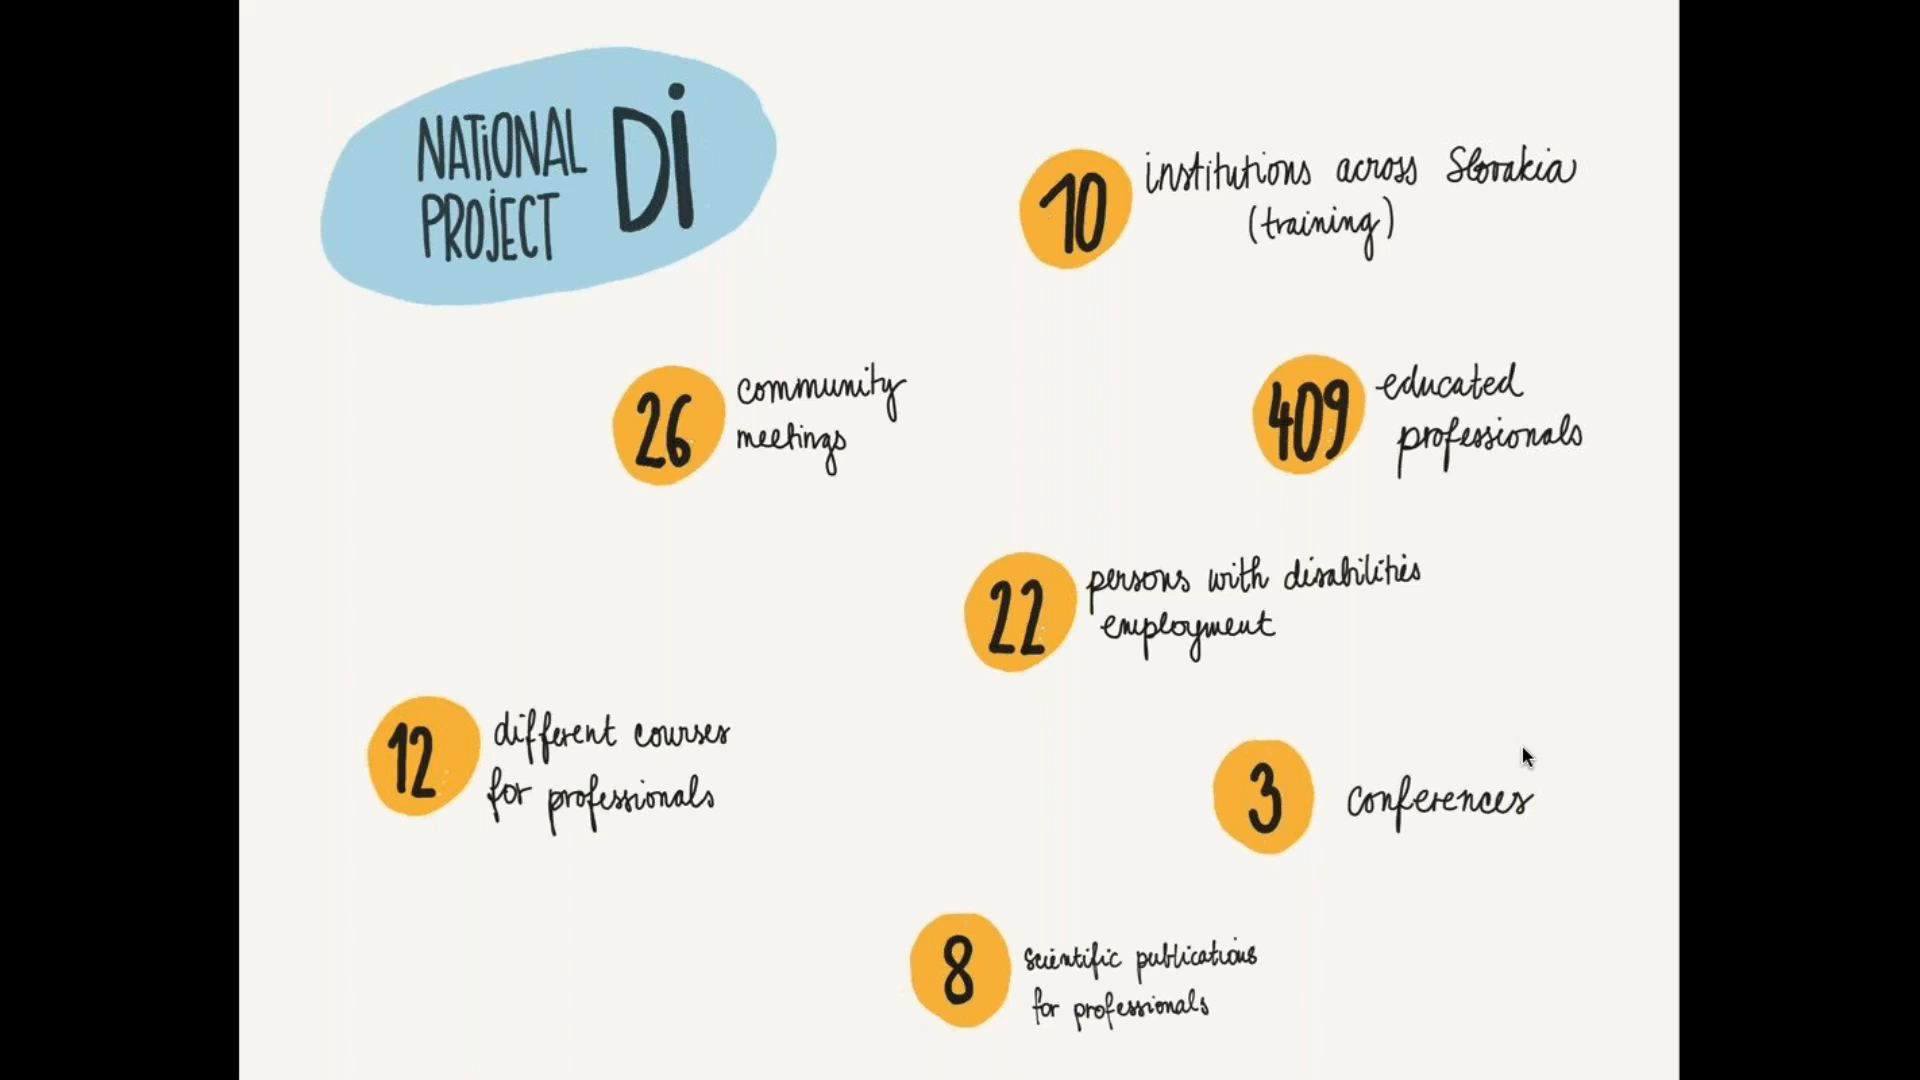 NATIONAL
PROJECT
DI
10
institutions across Slovakia
(training)
26
community
meetings
409
educated
professionals
22
persons with disabilities
employment
12
different courses
for professionals
3
conferences
8
scientific publications
for professionals